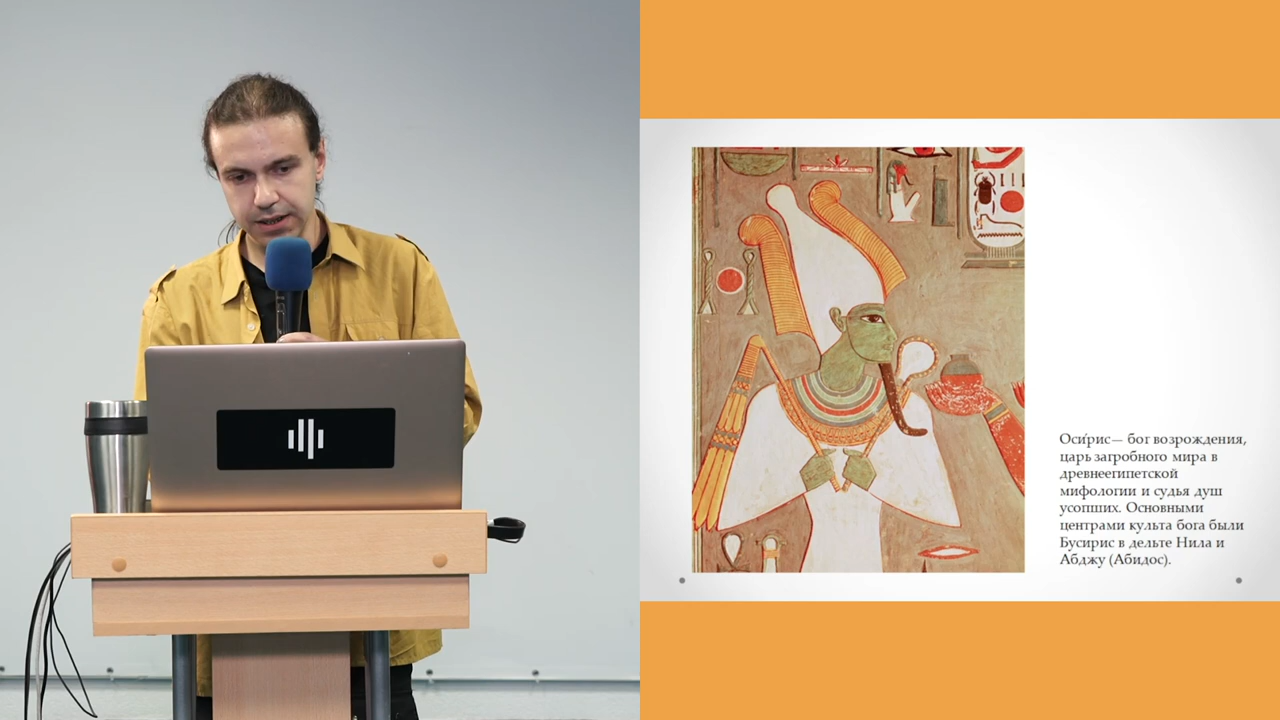 Оси́рис— бог возрождения,
царь загробного мира в
древнеегипетской
мифологии и судья душ
усопших. Основными
центрами культа бога были
Бусирис в дельте Нила и
Абджу (Абидос).